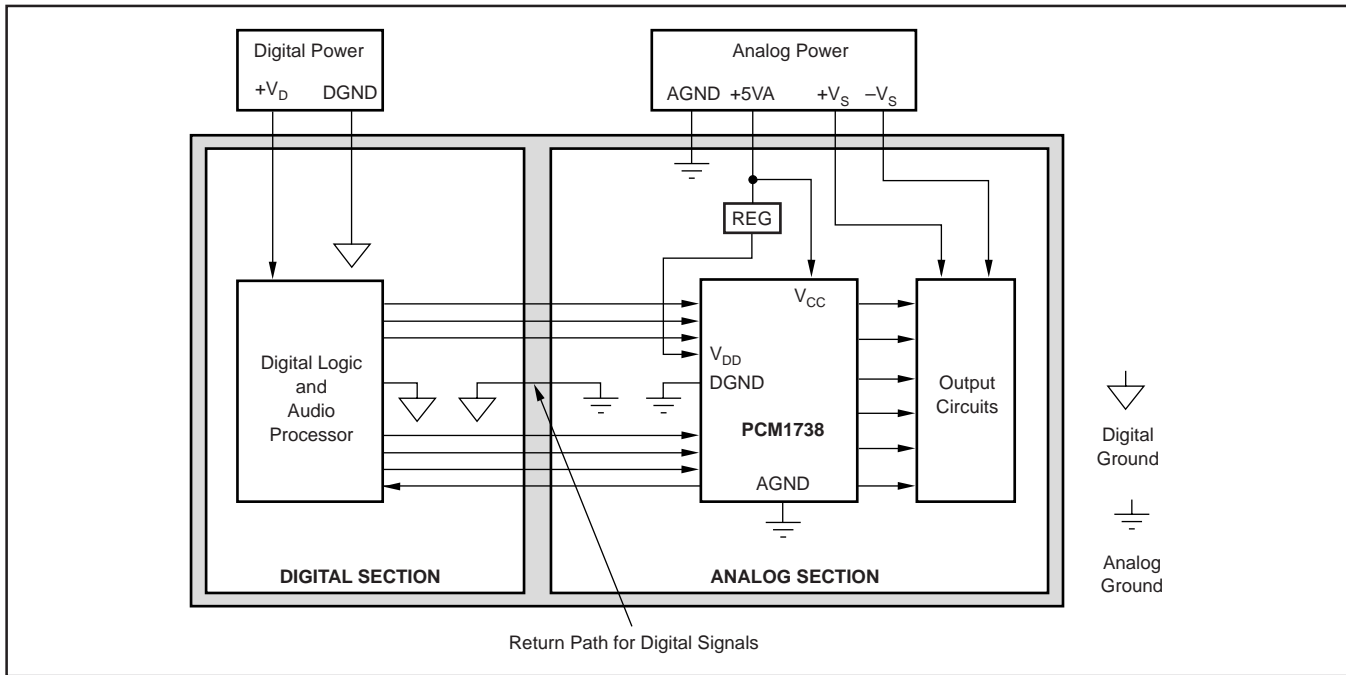 Digital Power
+VD DGND
Analog Power
AGND +5VA +VS –VS
REG
VCC
VDD
DGND
PCM1738
AGND
Digital Logic
and
Audio
Processor
Output
Circuits
Digital
Ground
Analog
Ground
DIGITAL SECTION
ANALOG SECTION
Return Path for Digital Signals